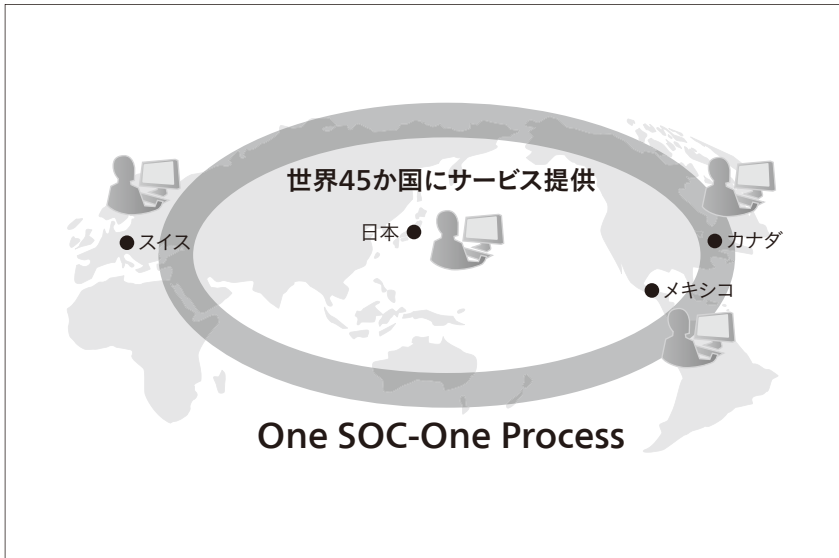 世界45か国にサービス提供
スイス
日本
カナダ
メキシコ
One SOC-One Process